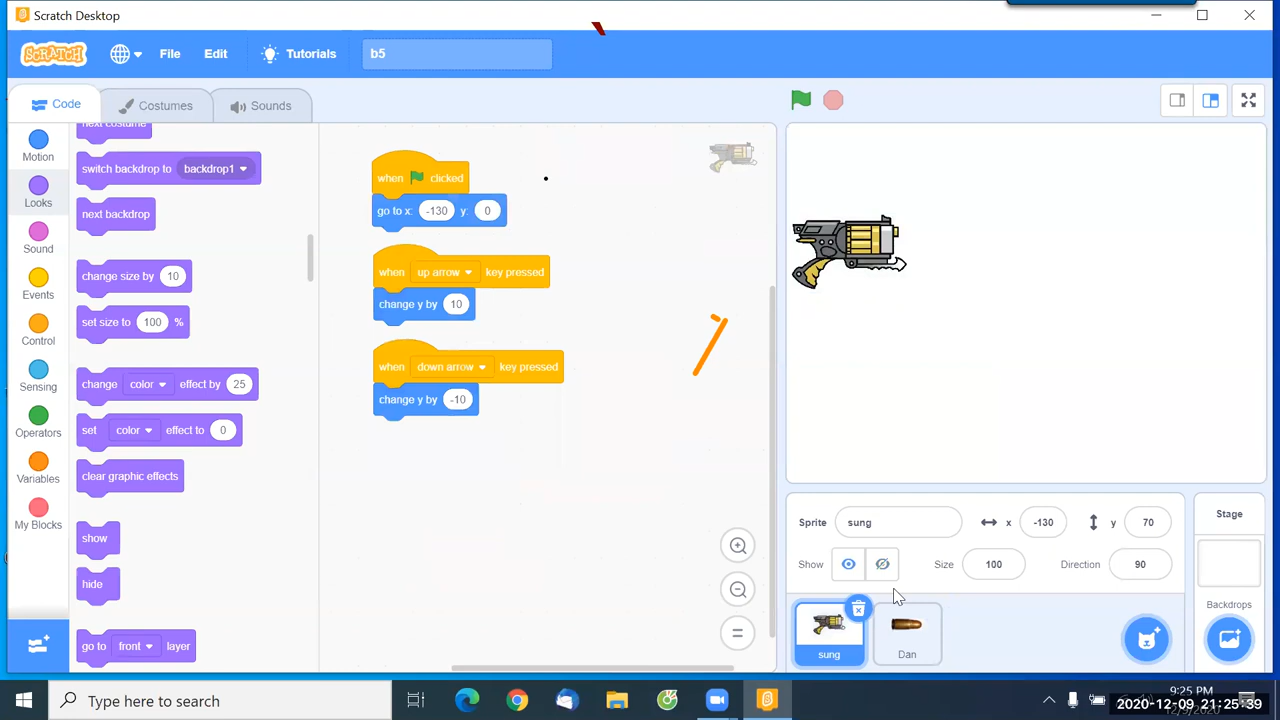 Scratch Desktop
SCRATCH
File
Edit
Tutorials
b5
Code
Costumes
Sounds
Motion
Looks
Sound
Events
Control
Sensing
Operators
Variables
My Blocks
next costume
switch backdrop to backdrop1
next backdrop
change size by 10
set size to 100 %
change color effect by 25
set color effect to 0
clear graphic effects
show
hide
go to front layer
when clicked
go to x: -130 y: 0
when up arrow key pressed
change y by 10
when down arrow key pressed
change y by -10
Sprite sung x -130 y 70
Show Size 100 Direction 90
sung
Dan
Stage
Backdrops
Type here to search
9:25 PM
2020-12-09 21:25:39